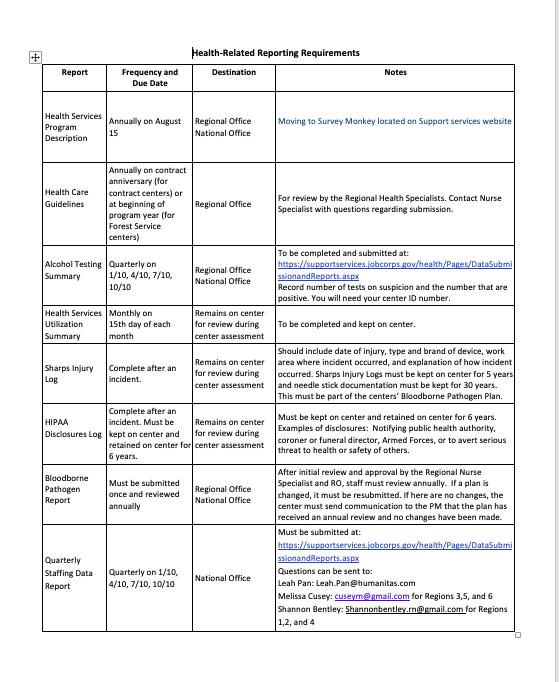 Health-Related Reporting Requirements
Report
Frequency and
Due Date
Destination
Notes
Health Services
Program
Description
Annually on August
15
Regional Office
National Office
Moving to Survey Monkey located on Support services website
Health Care
Guidelines
Annually on contract
anniversary (for
contract centers) or
at beginning of
program year (for
Forest Service
centers)
Regional Office
For review by the Regional Health Specialists. Contact Nurse
Specialist with questions regarding submission.
Alcohol Testing
Summary
Quarterly on
1/10, 4/10, 7/10,
10/10
Regional Office
National Office
To be completed and submitted at:
https://supportservices.jobcorps.gov/health/Pages/DataSubmi
ssionandReports.aspx
Record number of tests on suspicion and the number that are
positive. You will need your center ID number.
Health Services
Utilization
Summary
Monthly on
15th day of each
month
Remains on center
for review during
center assessment
To be completed and kept on center.
Sharps Injury
Log
Complete after an
incident.
Remains on center
for review during
center assessment
Should include date of injury, type and brand of device, work
area where incident occurred, and explanation of how incident
occurred. Sharps Injury Logs must be kept on center for 5 years
and needle stick documentation must be kept for 30 years.
This must be part of the centers' Bloodborne Pathogen Plan.
HIPAA
Disclosures Log
Complete after an
incident. Must be
kept on center and
retained on center for
6 years.
Remains on center
for review during
center assessment
Must be kept on center and retained on center for 6 years.
Examples of disclosures: Notifying public health authority,
coroner or funeral director, Armed Forces, or to avert serious
threat to health or safety of others.
Bloodborne
Pathogen
Report
Must be submitted
once and reviewed
annually
Regional Office
National Office
After initial review and approval by the Regional Nurse
Specialist and RO, staff must review annually. If a plan is
changed, it must be resubmitted. If here are no changes, the
center must send communication to the PM that the plan has
received an annual review and no changes have been made.
Quarterly
Staffing Data
Report
Quarterly on 1/10,
4/10, 7/10, 10/10
National Office
Must be submitted at:
https://supportservices.jobcorps.gov/health/Pages/DataSubmi
ssionandReports.aspx
Questions can be sent to:
Leah Pan: Leah.Pan@humanitas.com
Melissa Cusey: cuseym@gmail.com for Regions 3,5, and 6
Shannon Bentley: Shannonbentley.rn@gmail.com for Regions
1,2, and 4